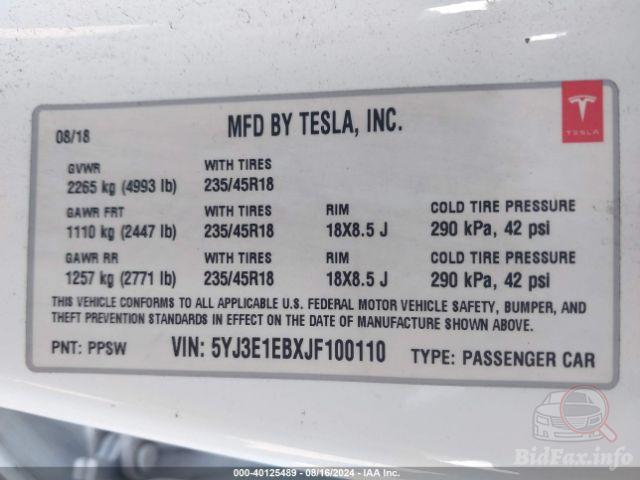 08/18 MFD BY TESLA, INC. TESLA
GVWR WITH TIRES
2265 kg (4993 lb) 235/45R18
GAWR FRT WITH TIRES RIM COLD TIRE PRESSURE
1110 kg (2447 lb) 235/45R18 18X8.5 J 290 kPa, 42 psi
GAWR RR WITH TIRES RIM COLD TIRE PRESSURE
1257 kg (2771 lb) 235/45R18 18X8.5 J 290 kPa, 42 psi
THIS VEHICLE CONFORMS TO ALL APPLICABLE U.S. FEDERAL MOTOR VEHICLE SAFETY, BUMPER, AND
THEFT PREVENTION STANDARDS IN EFFECT ON THE DATE OF MANUFACTURE SHOWN ABOVE.
PNT: PPSW VIN: 5YJ3E1EBXJF100110 TYPE: PASSENGER CAR
BidFax.info
000-40125489 - 08/16/2024 - IAA Inc.